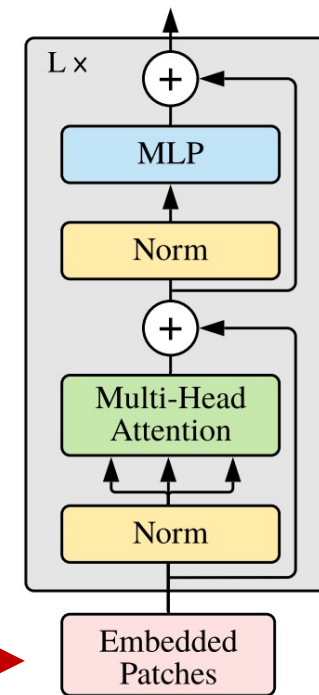 L ×
+
MLP
Norm
+
Multi-Head
Attention
Norm
Embedded
Patches